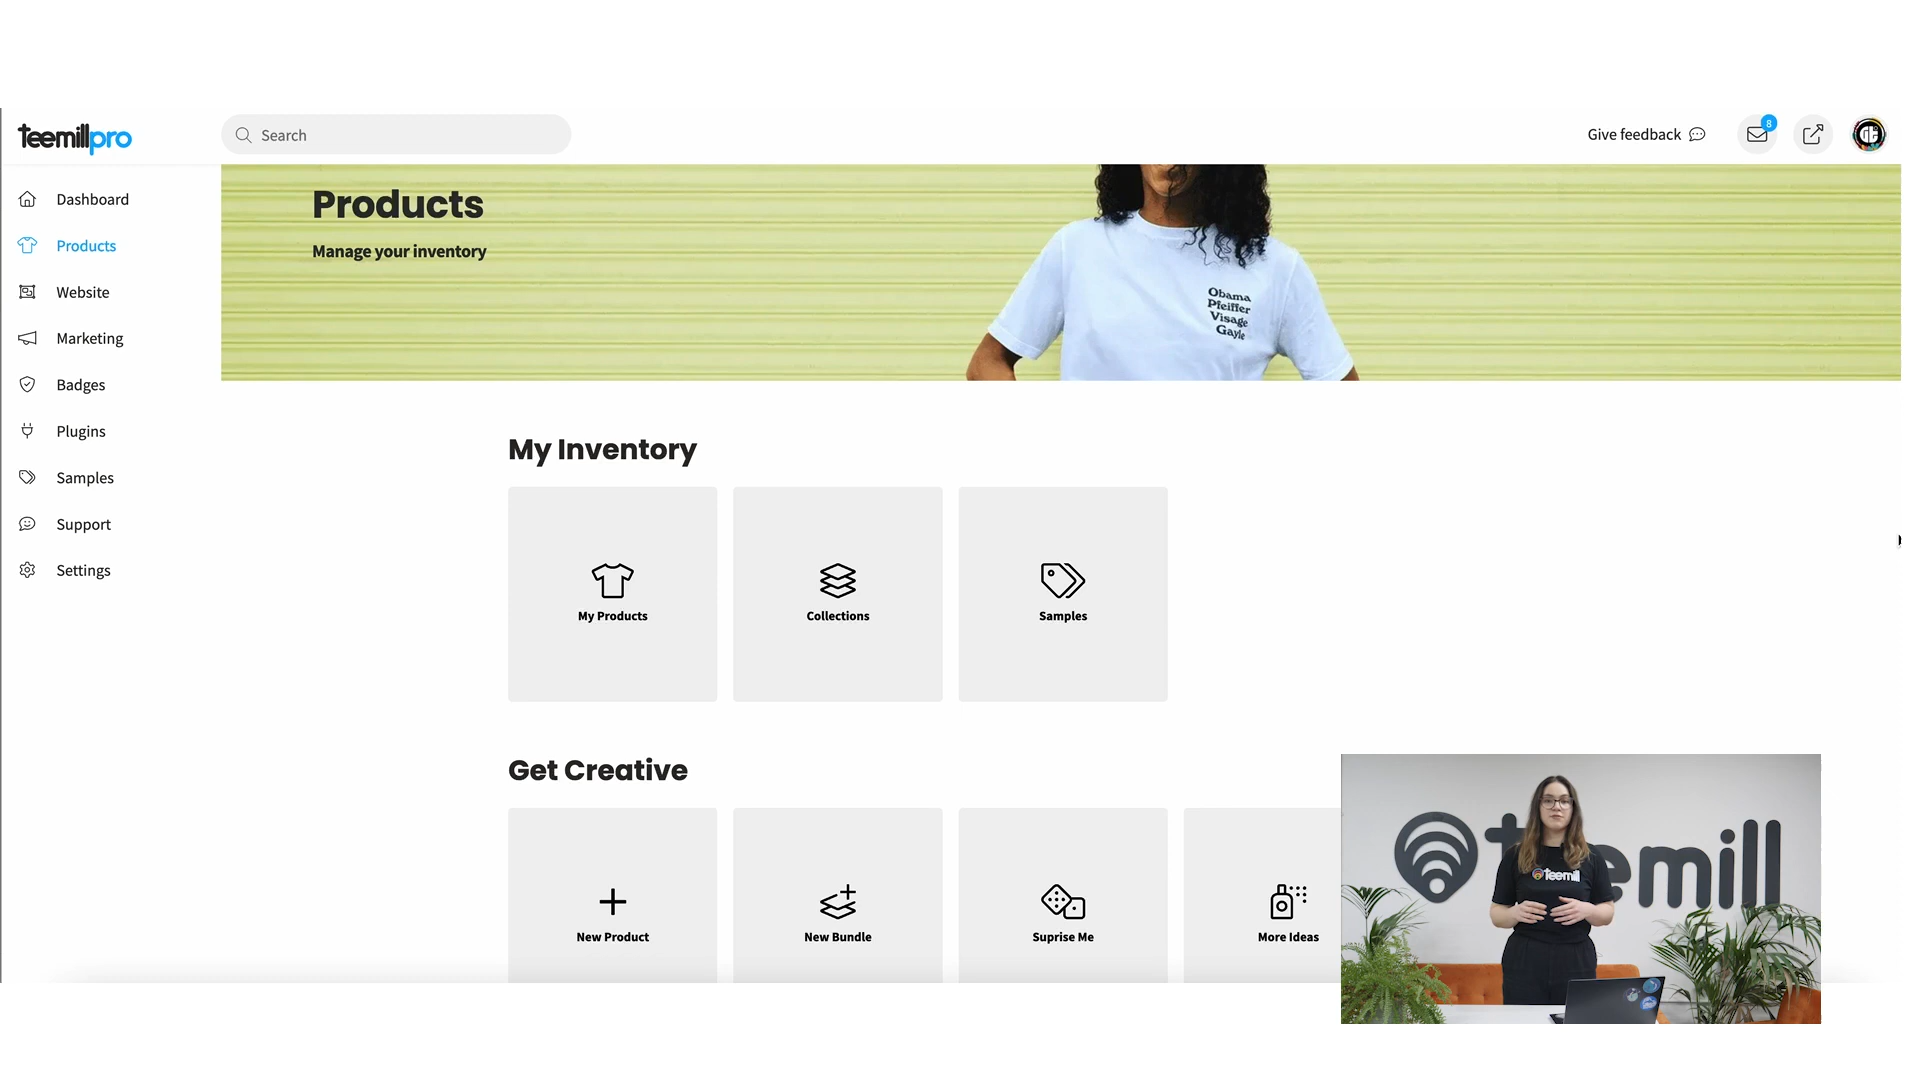 teemillpro
Search
Give feedback
8
Dashboard
Products
Website
Marketing
Badges
Plugins
Samples
Support
Settings
Products
Manage your inventory
Obama
Pfeiffer
Visage
Gayle
My Inventory
My Products
Collections
Samples
Get Creative
New Product
New Bundle
Suprise Me
More Ideas
teemill
teemill